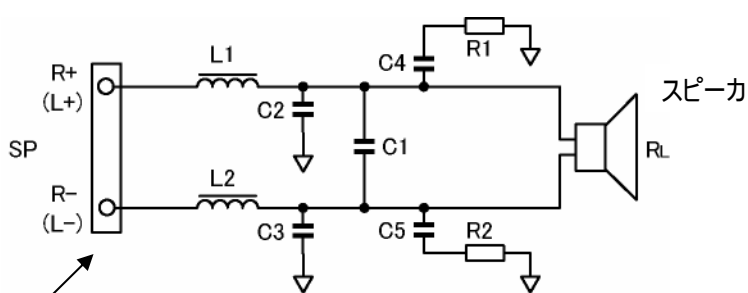 R1
L1
C4
R+
(L+)
C2
スピーカ
SP
C1
RL
R-
(L-)
L2
C3
C5
R2